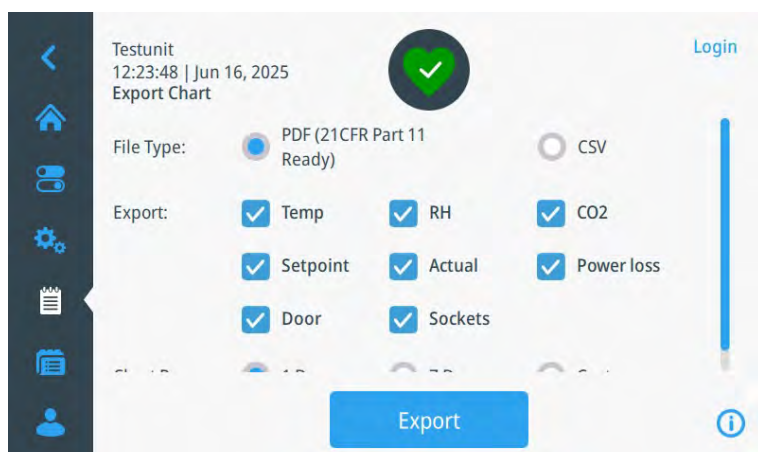 Testunit
Login
12:23:48 | Jun 16, 2025
Export Chart
File Type:
PDF (21CFR Part 11
Ready)
CSV
Export:
Temp
RH
CO2
Setpoint
Actual
Power loss
Door
Sockets
Export